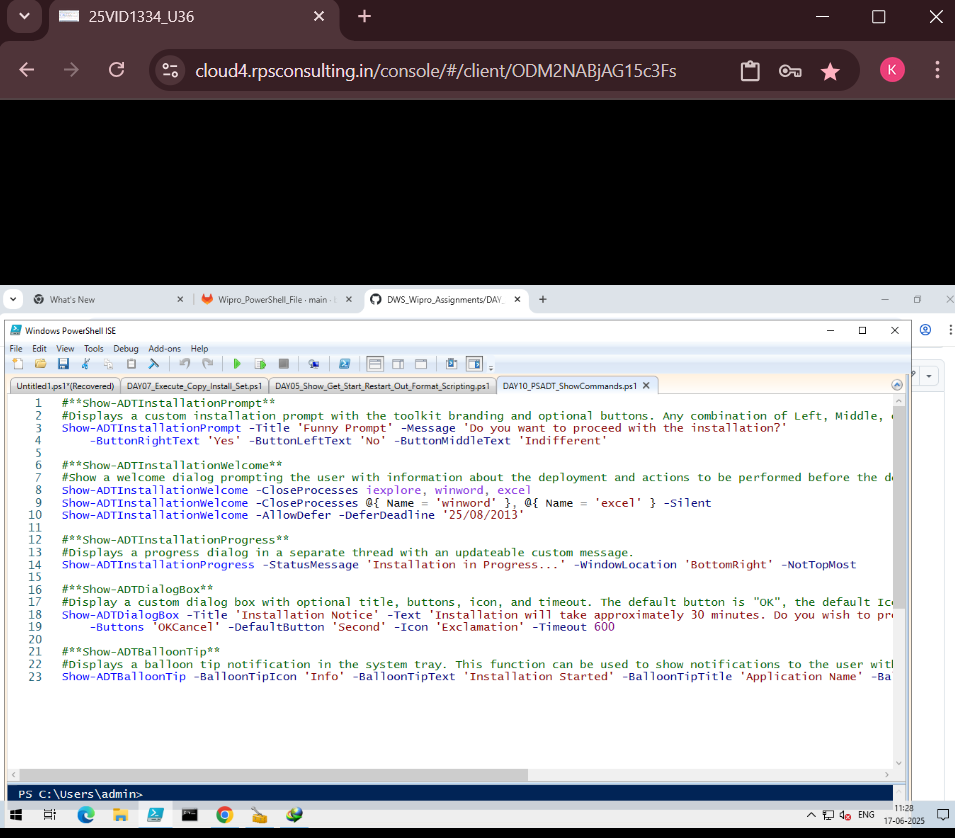 25VID1334_U36
cloud4.rpsconsulting.in/console/#/client/ODM2NABjAG15c3Fs
K
What's New
Wipro_PowerShell_File · main ·
DWS_Wipro_Assignments/DAY_
Windows PowerShell ISE
File Edit View Tools Debug Add-ons Help
Untitled1.ps1*(Recovered) DAY07_Execute_Copy_Install_Set.ps1 DAY05_Show_Get_Start_Restart_Out_Format_Scripting.ps1 DAY10_PSADT_ShowCommands.ps1
1 #**Show-ADTInstallationPrompt**
2 #Displays a custom installation prompt with the toolkit branding and optional buttons. Any combination of Left, Middle,
3 Show-ADTInstallationPrompt -Title 'Funny Prompt' -Message 'Do you want to proceed with the installation?'
4 -ButtonRightText 'Yes' -ButtonLeftText 'No' -ButtonMiddleText 'Indifferent'
5
6 #**Show-ADTInstallationWelcome**
7 #Show a welcome dialog prompting the user with information about the deployment and actions to be performed before the de
8 Show-ADTInstallationWelcome -CloseProcesses iexplore, winword, excel
9 Show-ADTInstallationWelcome -CloseProcesses @{ Name = 'winword' }, @{ Name = 'excel' } -Silent
10 Show-ADTInstallationWelcome -AllowDefer -DeferDeadline '25/08/2013'
11
12 #**Show-ADTInstallationProgress**
13 #Displays a progress dialog in a separate thread with an updateable custom message.
14 Show-ADTInstallationProgress -StatusMessage 'Installation in Progress...' -WindowLocation 'BottomRight' -NotTopMost
15
16 #**Show-ADTDialogBox**
17 #Display a custom dialog box with optional title, buttons, icon, and timeout. The default button is "OK", the default Ico
18 Show-ADTDialogBox -Title 'Installation Notice' -Text 'Installation will take approximately 30 minutes. Do you wish to pr
19 -Buttons 'OKCancel' -DefaultButton 'Second' -Icon 'Exclamation' -Timeout 600
20
21 #**Show-ADTBalloonTip**
22 #Displays a balloon tip notification in the system tray. This function can be used to show notifications to the user wit
23 Show-ADTBalloonTip -BalloonTipIcon 'Info' -BalloonTipText 'Installation Started' -BalloonTipTitle 'Application Name' -Ba
PS C:\Users\admin>
ENG
11:28
17-06-2025